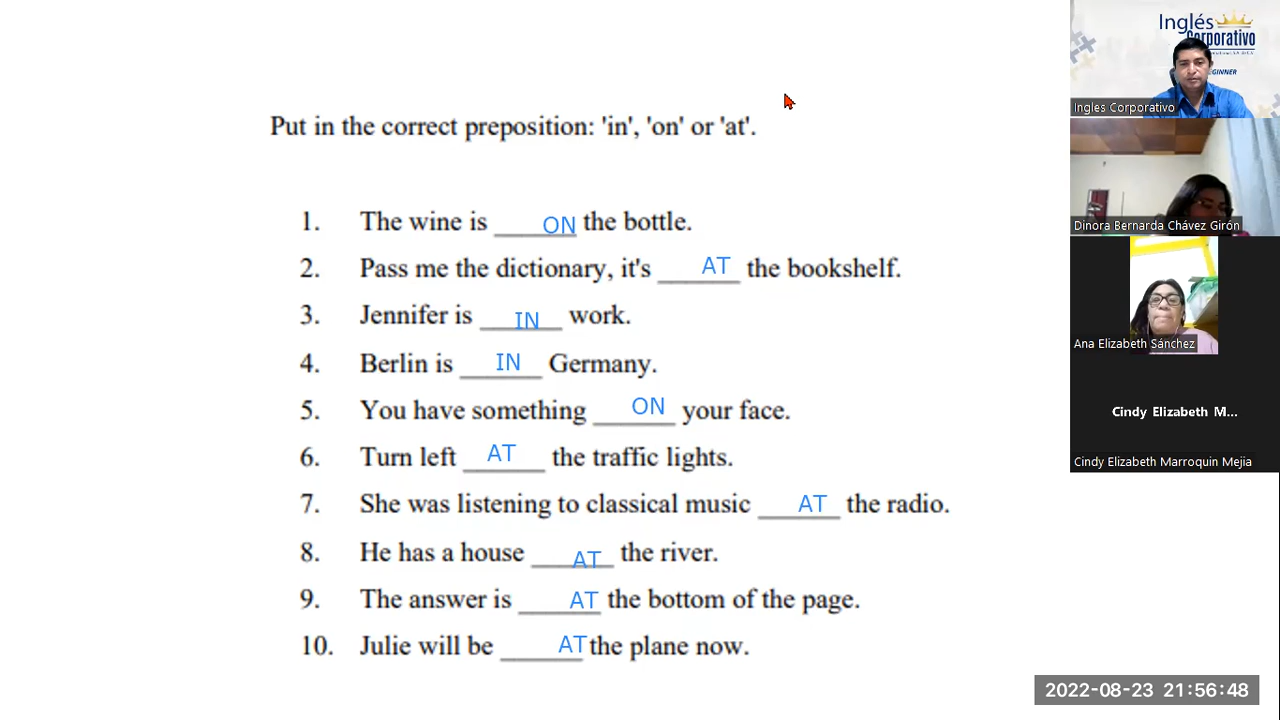 Put in the correct preposition: 'in', 'on' or 'at'.
1. The wine is ON the bottle.
2. Pass me the dictionary, it's AT the bookshelf.
3. Jennifer is IN work.
4. Berlin is IN Germany.
5. You have something ON your face.
6. Turn left AT the traffic lights.
7. She was listening to classical music AT the radio.
8. He has a house AT the river.
9. The answer is AT the bottom of the page.
10. Julie will be AT the plane now.
Inglés
Corporativo
Ingles Corporativo
Dinora Bernarda Chávez Girón
Ana Elizabeth Sánchez
Cindy Elizabeth M...
Cindy Elizabeth Marroquin Mejia
2022-08-23 21:56:48